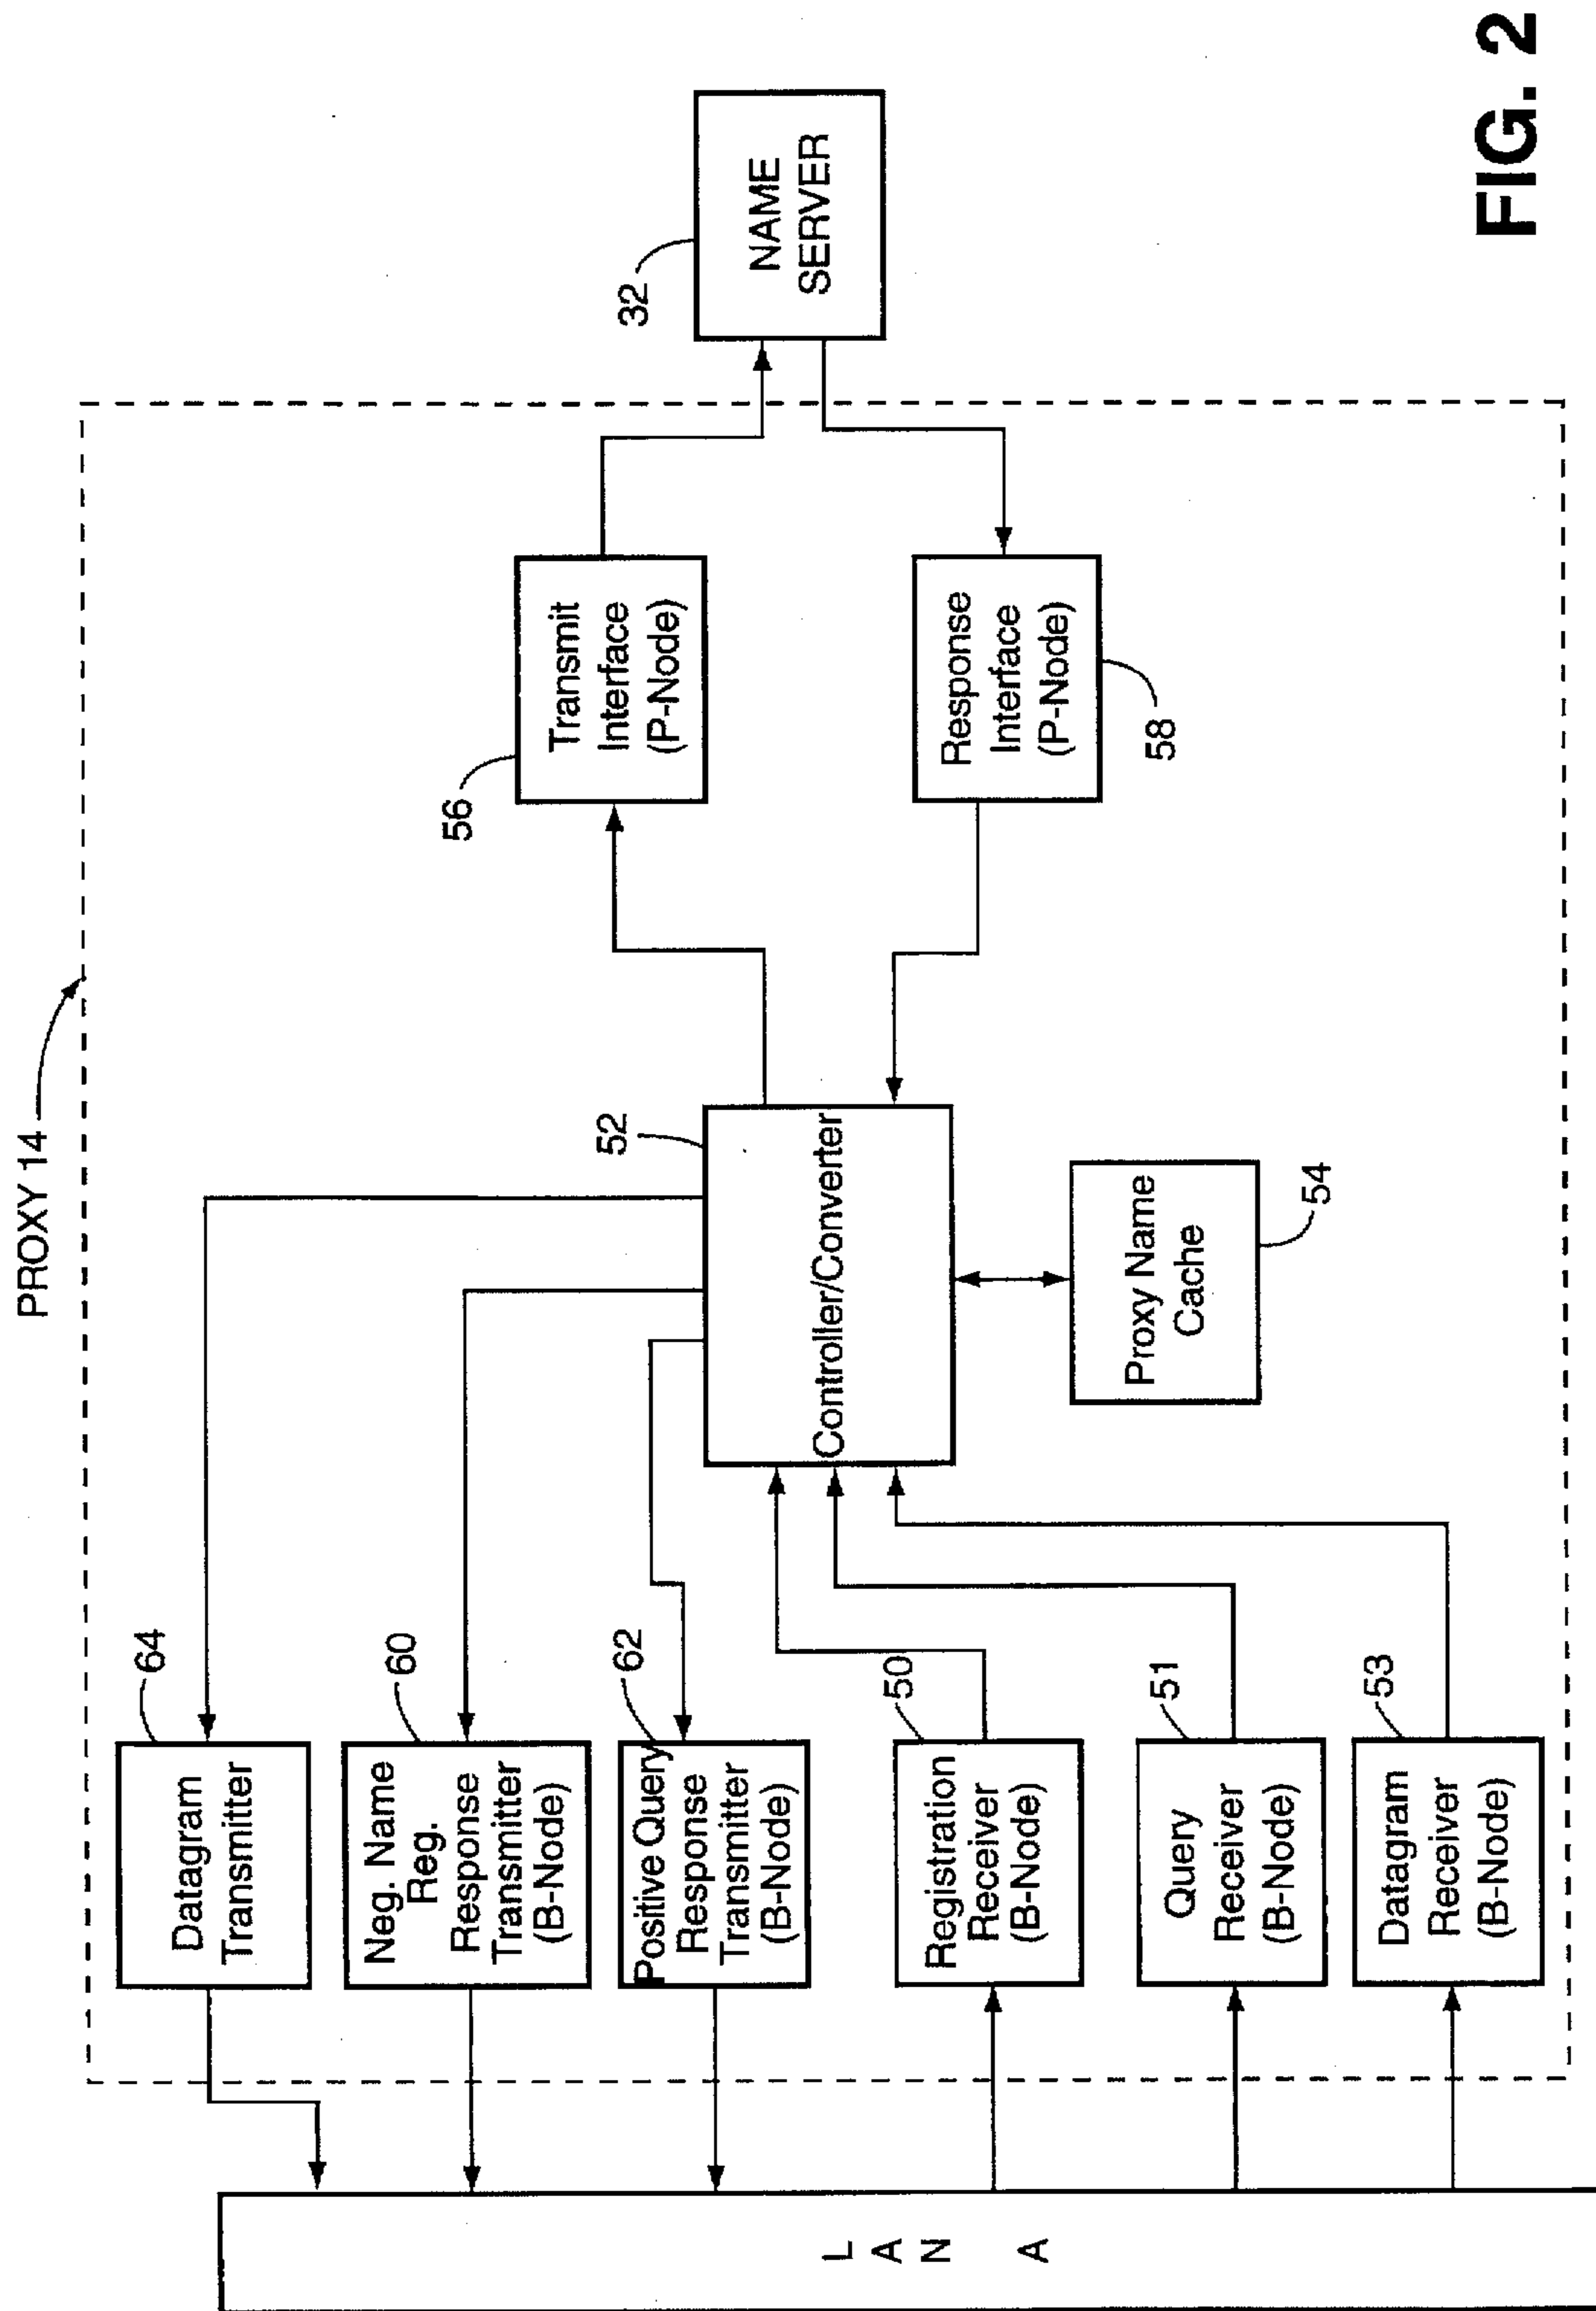 PROXY 14
64
Datagram
Transmitter
60
Neg. Name
Reg.
Response
Transmitter
(B-Node)
62
Positive Query
Response
Transmitter
(B-Node)
50
Registration
Receiver
(B-Node)
51
Query
Receiver
(B-Node)
53
Datagram
Receiver
(B-Node)
L
A
N
A
52
Controller/Converter
Proxy Name
Cache
54
56
Transmit
Interface
(P-Node)
Response
Interface
(P-Node)
58
32
NAME
SERVER
FIG. 2